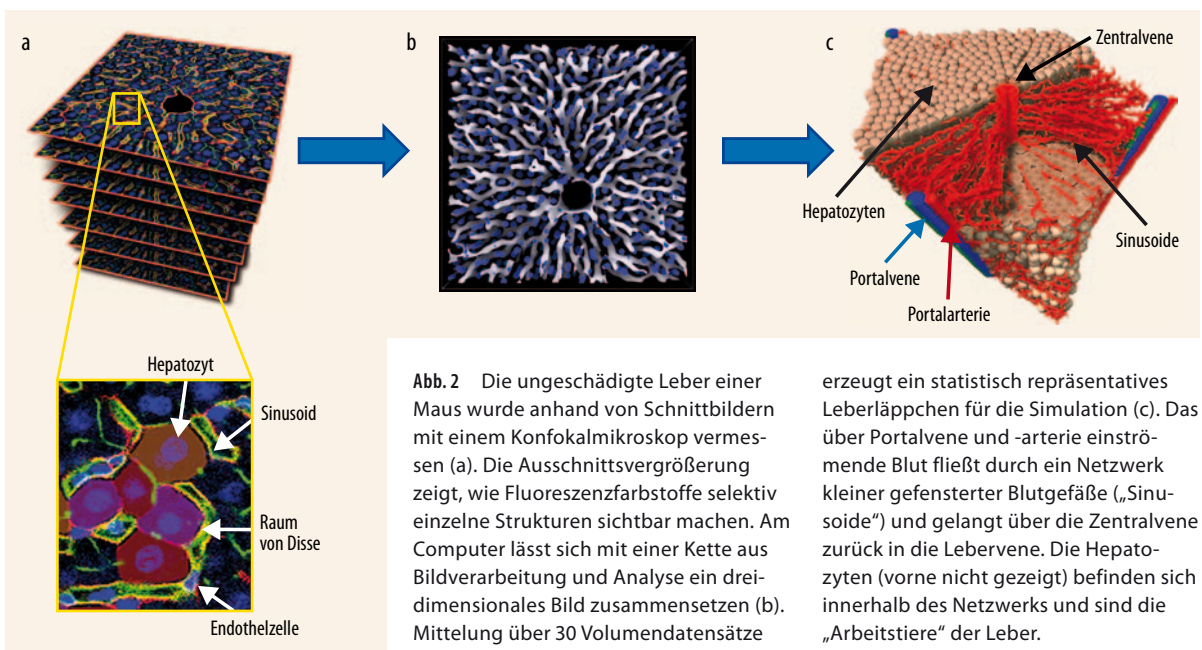 a
b
c
Zentralvene
Hepatozyten
Sinusoide
Portalvene
Portalarterie
Hepatozyt
Sinusoid
Raum
von Disse
Endothelzelle
Abb. 2 Die ungeschädigte Leber einer
Maus wurde anhand von Schnittbildern
mit einem Konfokalmikroskop vermes-
sen (a). Die Ausschnittsvergrößerung
zeigt, wie Fluoreszenzfarbstoffe selektiv
einzelne Strukturen sichtbar machen. Am
Computer lässt sich mit einer Kette aus
Bildverarbeitung und Analyse ein drei-
dimensionales Bild zusammensetzen (b).
Mittelung über 30 Volumendatensätze
erzeugt ein statistisch repräsentatives
Leberläppchen für die Simulation (c). Das
über Portalvene und -arterie einströ-
mende Blut fließt durch ein Netzwerk
kleiner gefensterter Blutgefäße („Sinu-
soide“) und gelangt über die Zentralvene
zurück in die Lebervene. Die Hepato-
zyten (vorne nicht gezeigt) befinden sich
innerhalb des Netzwerks und sind die
„Arbeitstiere“ der Leber.